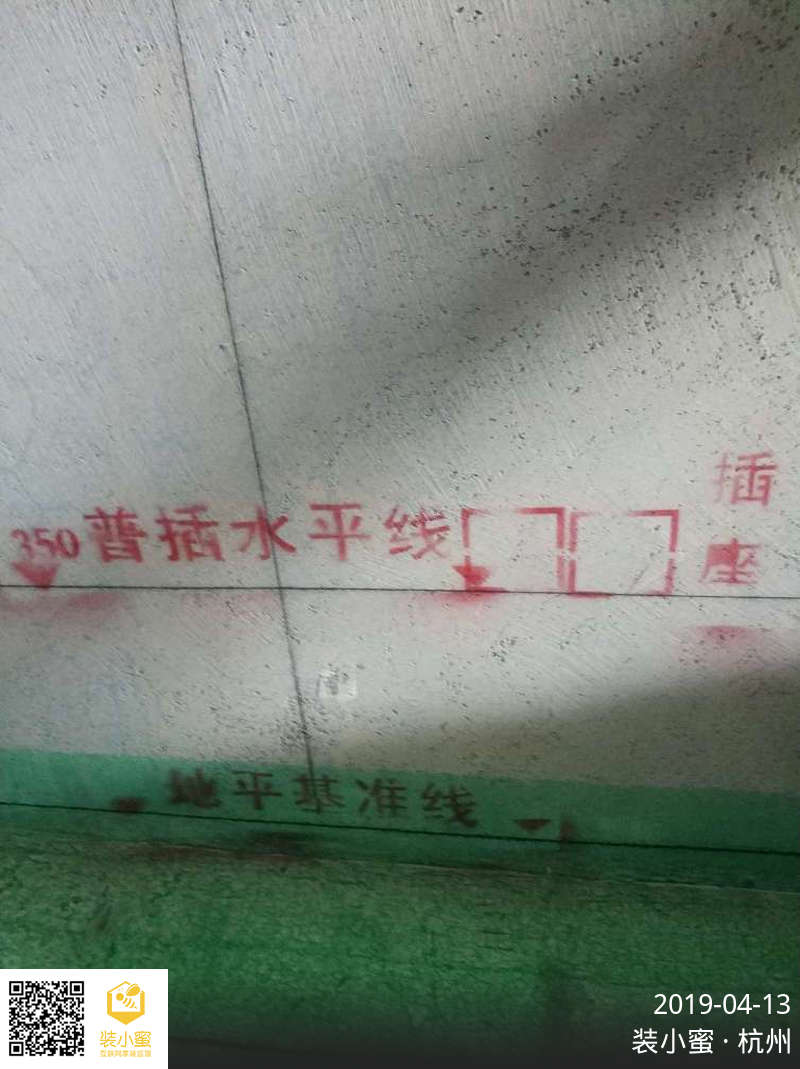 插
350普插水平线
座
地平基准线
装小蜜
2019-04-13
装小蜜·杭州